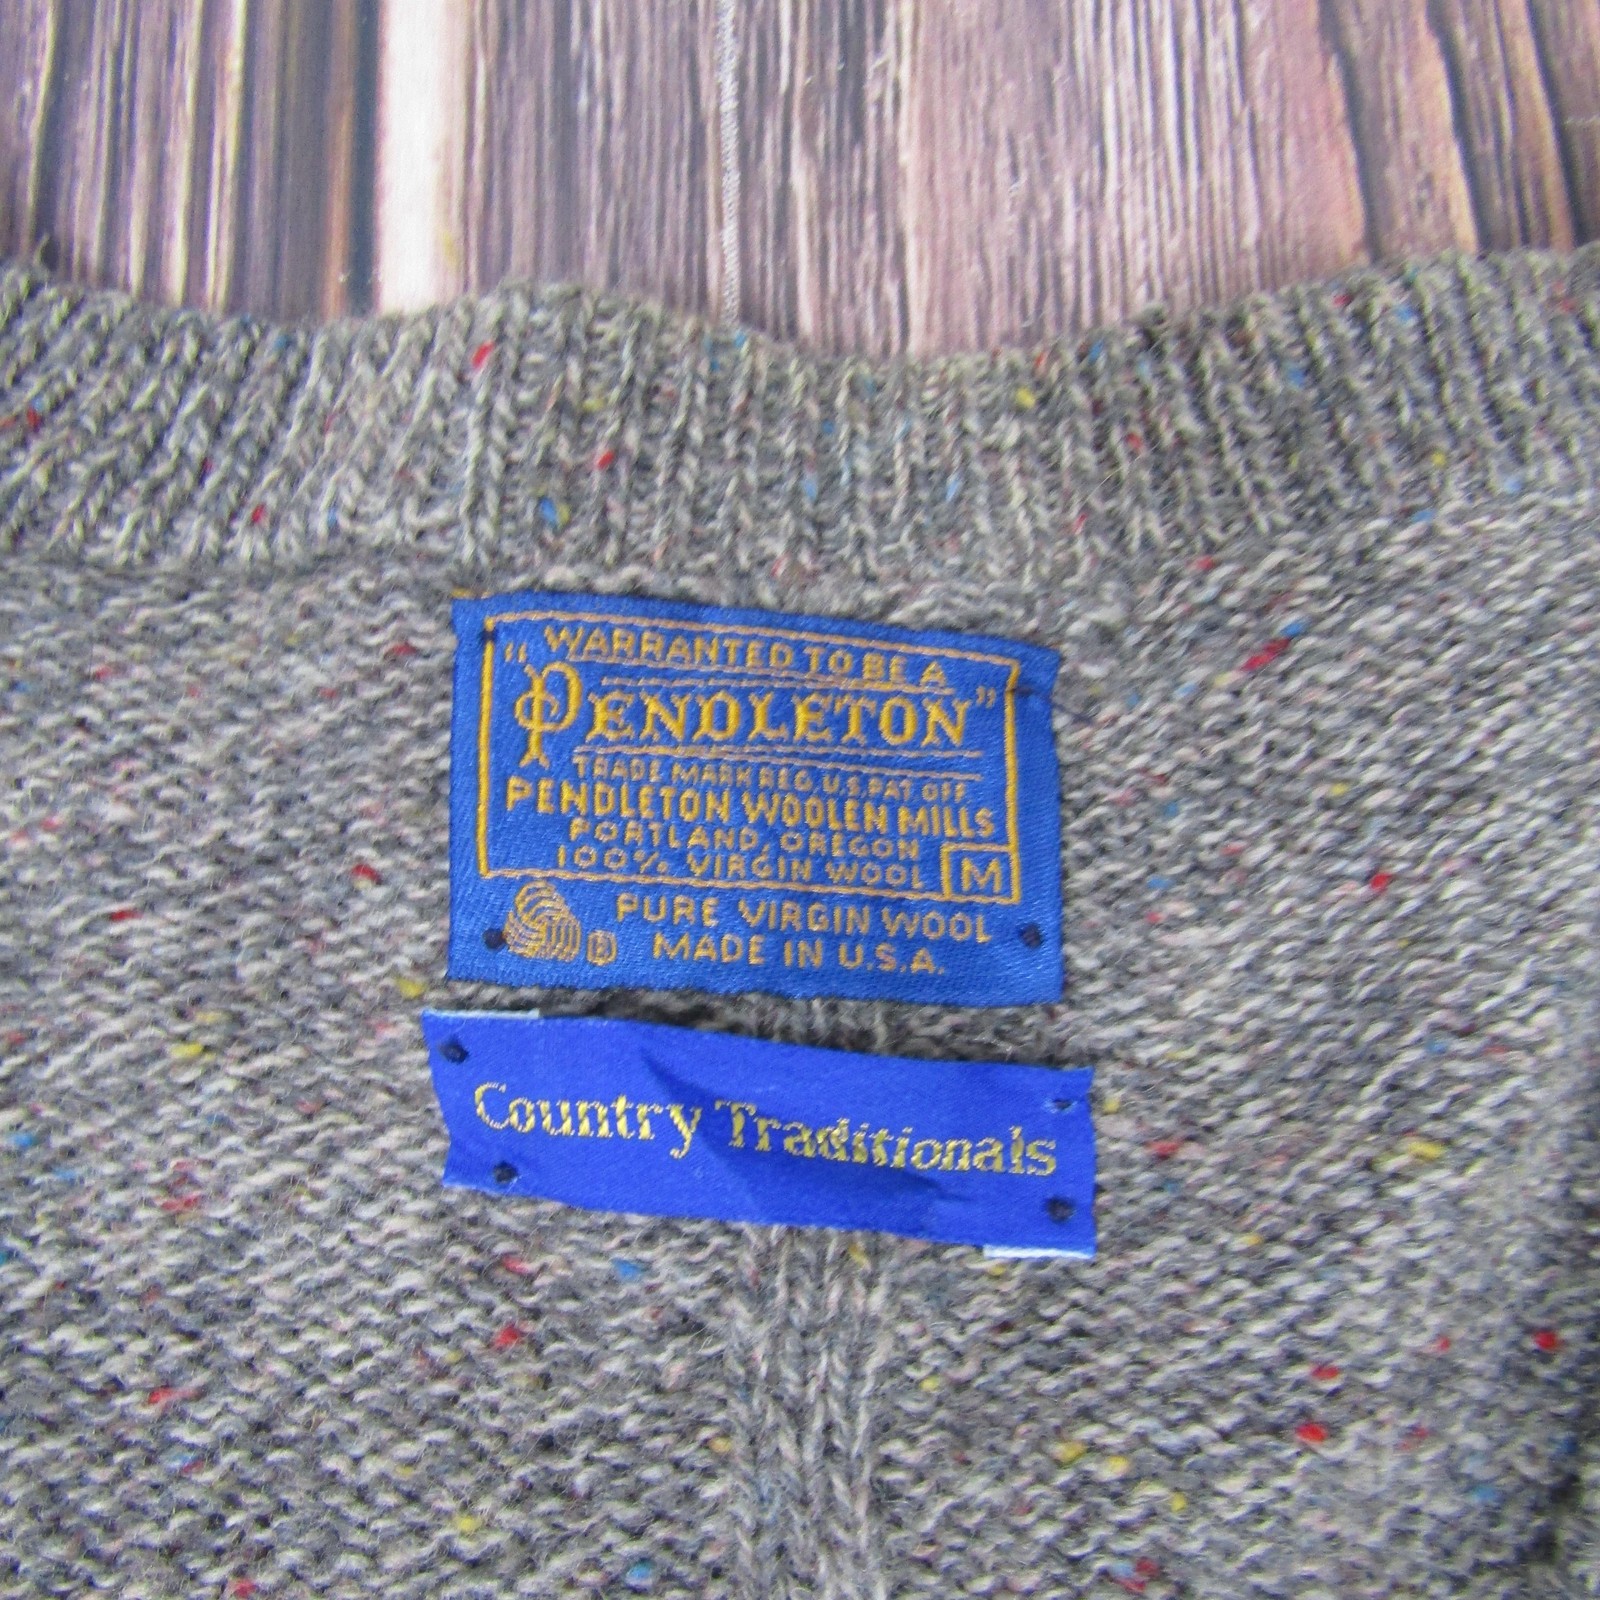 "WARRANTED TO BE A
PENDLETON"
TRADE MARK REG. U.S. PAT. OFF
PENDLETON WOOLEN MILLS
PORTLAND, OREGON
100% VIRGIN WOOL M
PURE VIRGIN WOOL
® MADE IN U.S.A.
Country Traditionals